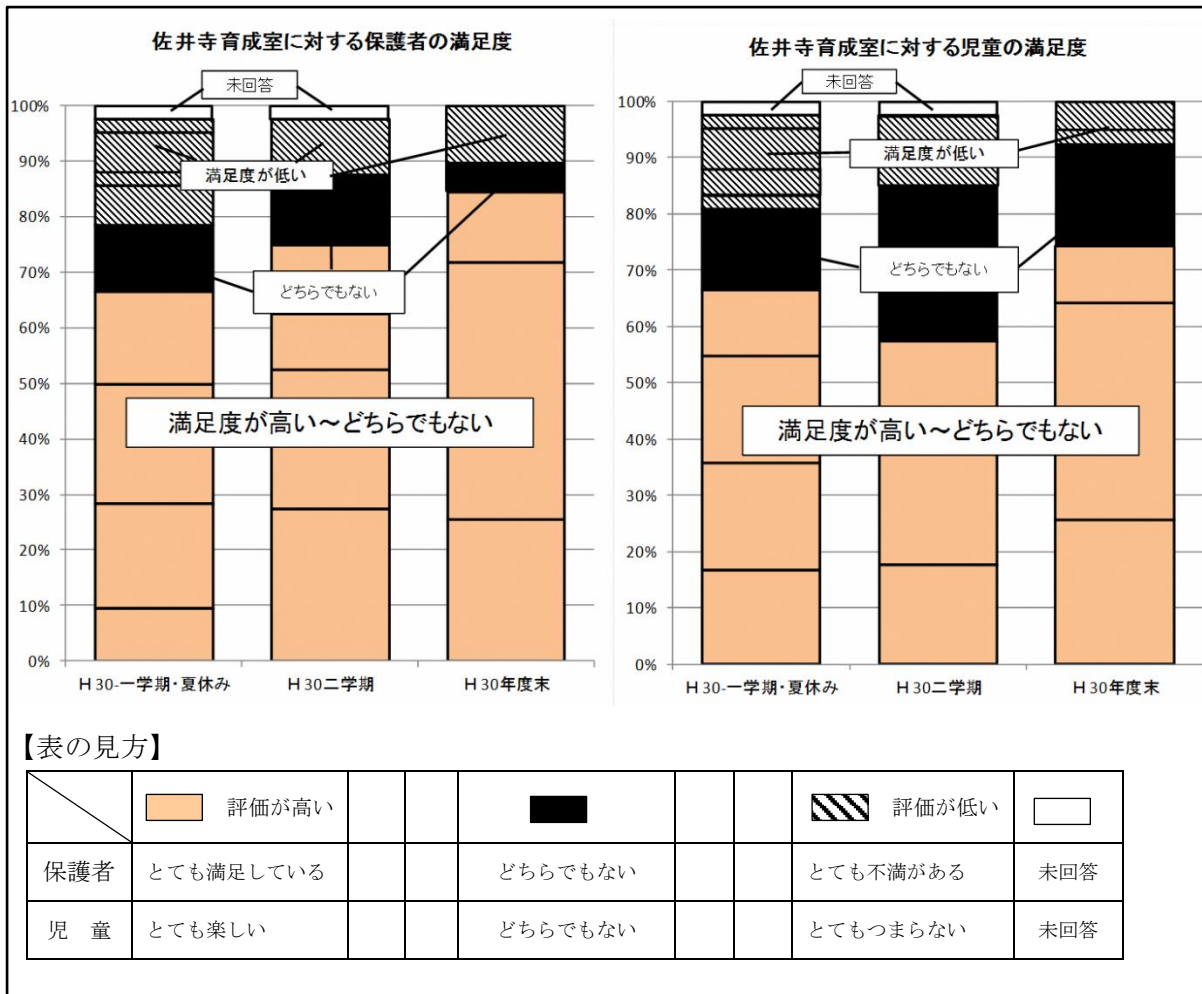 佐井寺育成室に対する保護者の満足度
未回答
100%
90%
80%
70%
60%
50%
40%
30%
20%
10%
0%
満足度が低い
どちらでもない
満足度が高い～どちらでもない
H30-一学期・夏休み H30二学期 H30年度末
佐井寺育成室に対する児童の満足度
未回答
100%
90%
80%
70%
60%
50%
40%
30%
20%
10%
0%
満足度が低い
どちらでもない
満足度が高い～どちらでもない
H30-一学期・夏休み H30二学期 H30年度末
【表の見方】
評価が高い 評価が低い
保護者 とても満足している どちらでもない とても不満がある 未回答
児 童 とても楽しい どちらでもない とてもつまらない 未回答